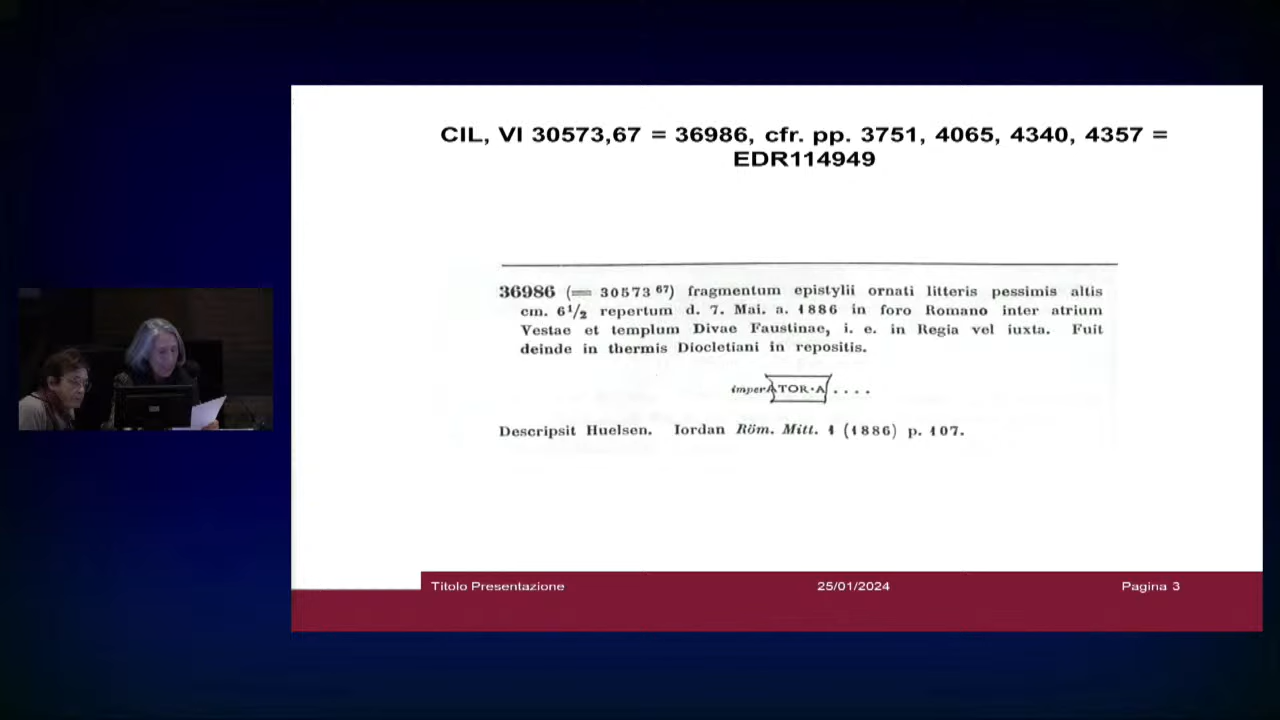 CIL, VI 30573,67 = 36986, cfr. pp. 3751, 4065, 4340, 4357 =
EDR114949
36986 (= 30573 67) fragmentum epistylii ornati litteris pessimis altis
cm. 6 1/2 repertum d. 7. Mai. a. 1886 in foro Romano inter atrium
Vestae et templum Divae Faustinae, i. e. in Regia vel iuxta. Fuit
deinde in thermis Diocletiani in repositis.
imperATOR·A....
Descripsit Huelsen. Iordan Röm. Mitt. 1 (1886) p. 107.
Titolo Presentazione 25/01/2024 Pagina 3